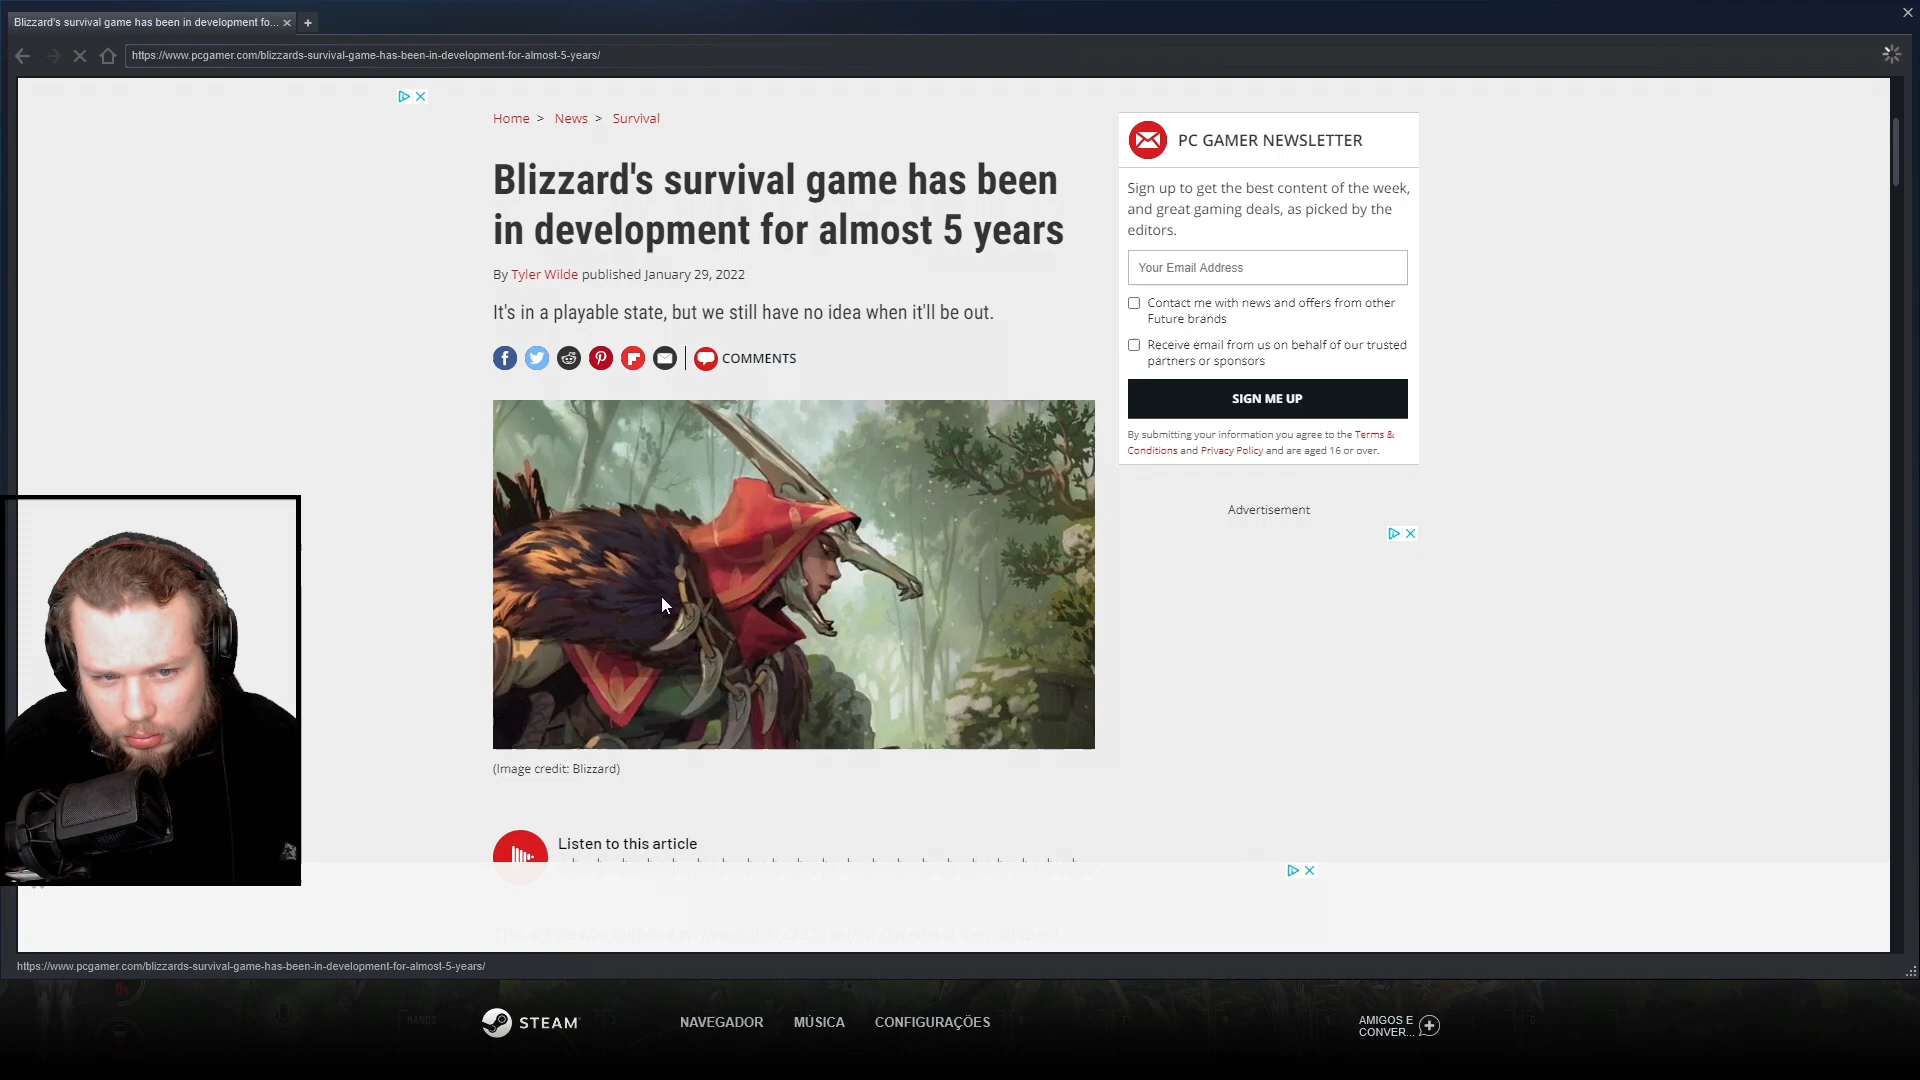 Blizzard's survival game has been in development fo...
https://www.pcgamer.com/blizzards-survival-game-has-been-in-development-for-almost-5-years/
Home > News > Survival
Blizzard's survival game has been
in development for almost 5 years
By Tyler Wilde published January 29, 2022
It's in a playable state, but we still have no idea when it'll be out.
COMMENTS
(Image credit: Blizzard)
Listen to this article
PC GAMER NEWSLETTER
Sign up to get the best content of the week,
and great gaming deals, as picked by the
editors.
Your Email Address
Contact me with news and offers from other
Future brands
Receive email from us on behalf of our trusted
partners or sponsors
SIGN ME UP
By submitting your information you agree to the Terms &
Conditions and Privacy Policy and are aged 16 or over.
Advertisement
https://www.pcgamer.com/blizzards-survival-game-has-been-in-development-for-almost-5-years/
HANDS
STEAM
NAVEGADOR
MÚSICA
CONFIGURAÇÕES
AMIGOS E
CONVER...